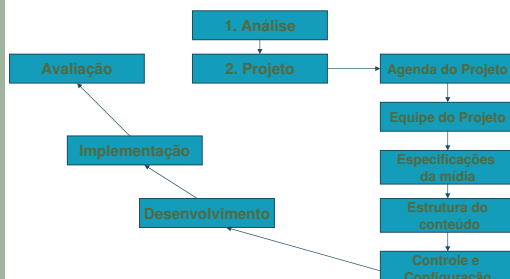 1. Análise
2. Projeto
Agenda do Projeto
Equipe do Projeto
Especificações
da mídia
Estrutura do
conteúdo
Controle e
Configuração
Desenvolvimento
Implementação
Avaliação